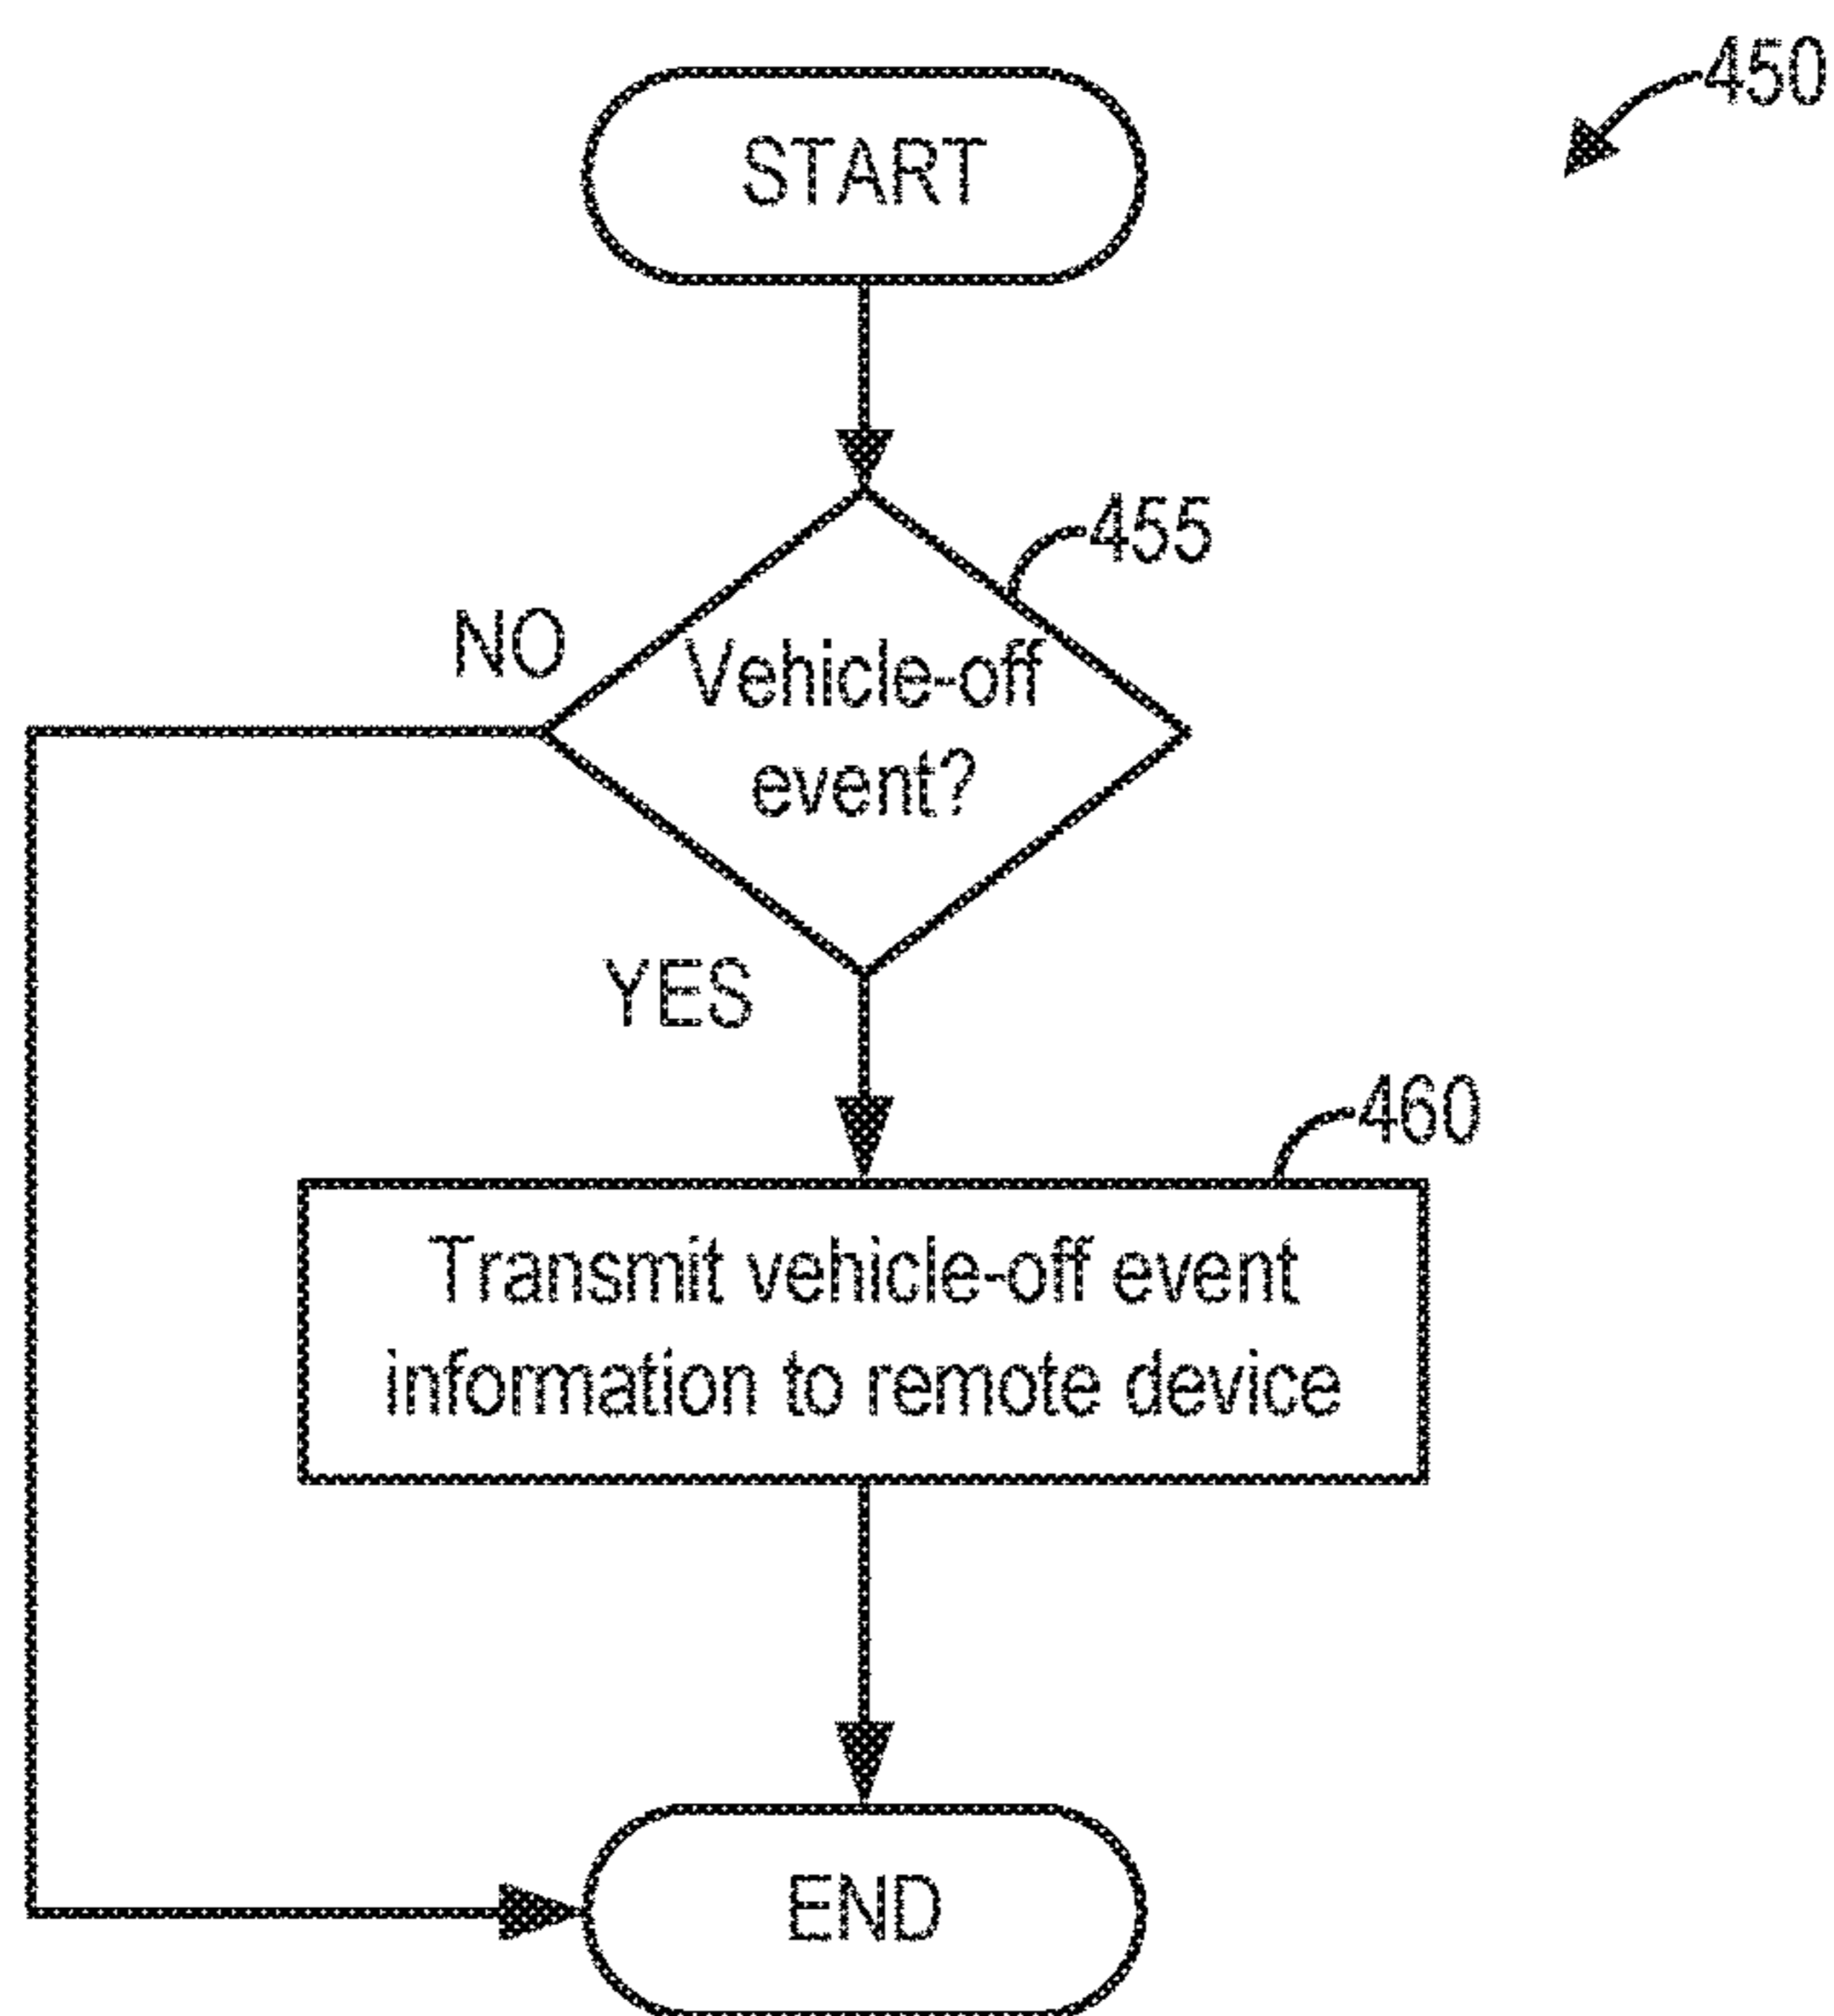 START
450
455
NO
Vehicle-off
event?
YES
460
Transmit vehicle-off event
information to remote device
END